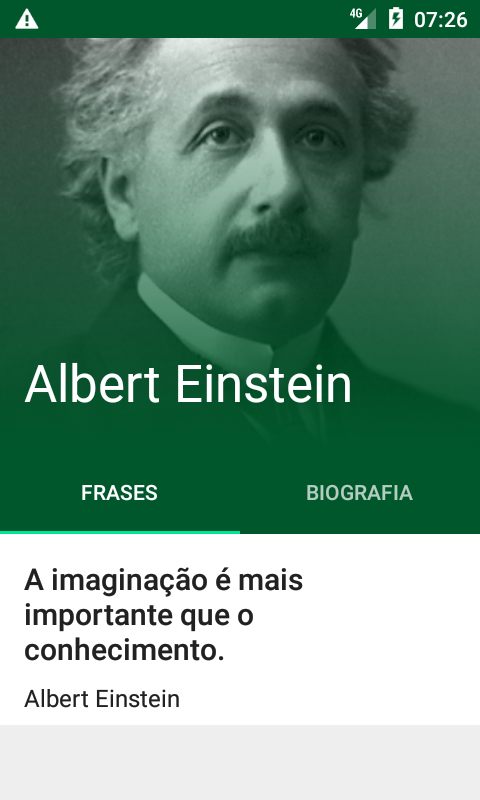 4G 07:26
Albert Einstein
FRASES BIOGRAFIA
A imaginação é mais
importante que o
conhecimento.
Albert Einstein